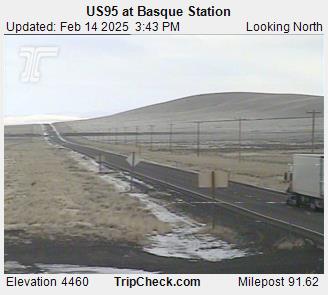 US95 at Basque Station
Updated: Feb 14 2025 3:43 PM Looking North
Elevation 4460 TripCheck.com Milepost 91.62